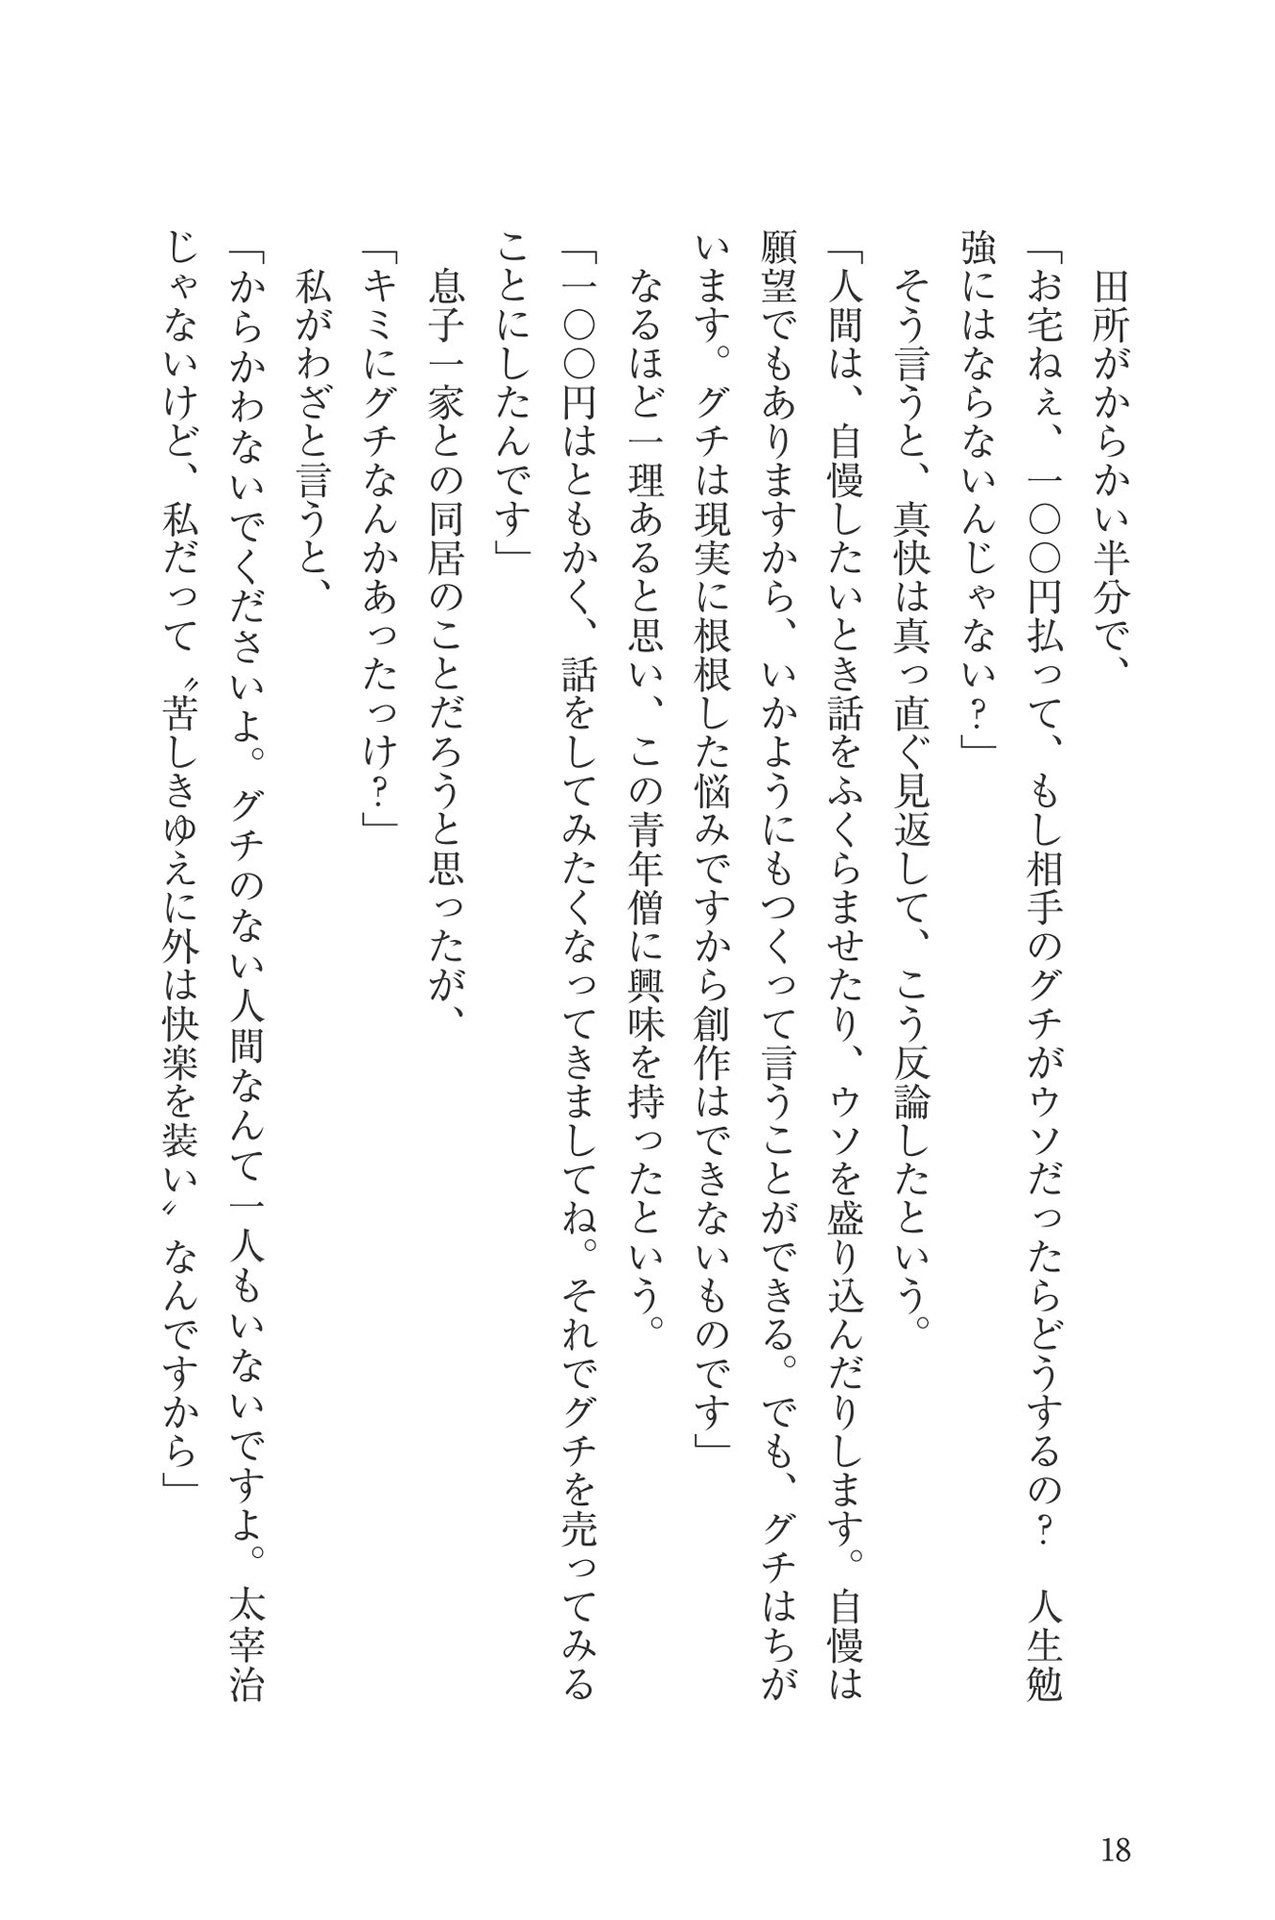 田所がからかい半分で、
「お宅ねぇ、一〇〇円払って、もし相手のグチがウソだったらどうするの？　人生勉
強にはならないんじゃない？」
　そう言うと、真快は真っ直ぐ見返して、こう反論したという。
「人間は、自慢したいとき話をふくらませたり、ウソを盛り込んだりします。自慢は
願望でもありますから、いかようにもつくって言うことができる。でも、グチはちが
います。グチは現実に根根した悩みですから創作はできないものです」
　なるほど一理あると思い、この青年僧に興味を持ったという。
「一〇〇円はともかく、話をしてみたくなってきましてね。それでグチを売ってみる
ことにしたんです」
　息子一家との同居のことだろうと思ったが、
「キミにグチなんかあったっけ？」
　私がわざと言うと、
「からかわないでくださいよ。グチのない人間なんて一人もいないですよ。太宰治
じゃないけど、私だって〝苦しきゆえに外は快楽を装い〟なんですから」
18